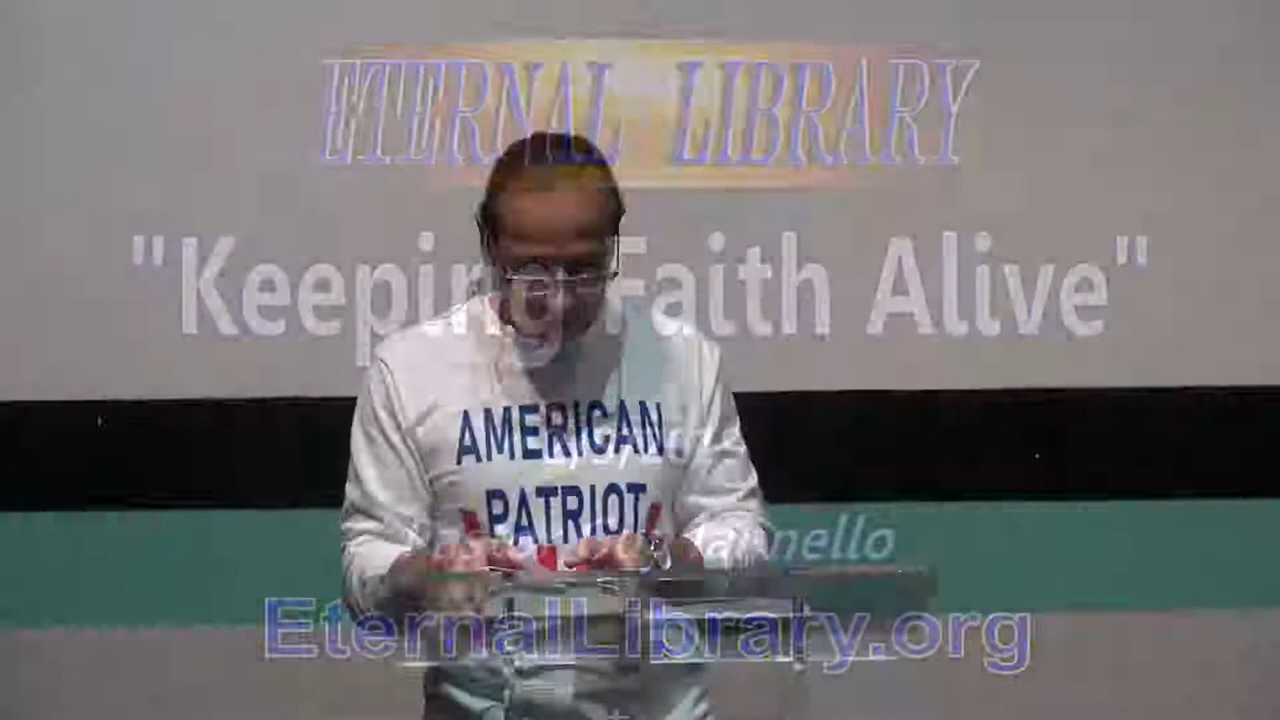 ETERNAL LIBRARY
"Keeping Faith Alive"
AMERICAN
PATRIOT
EternalLibrary.org